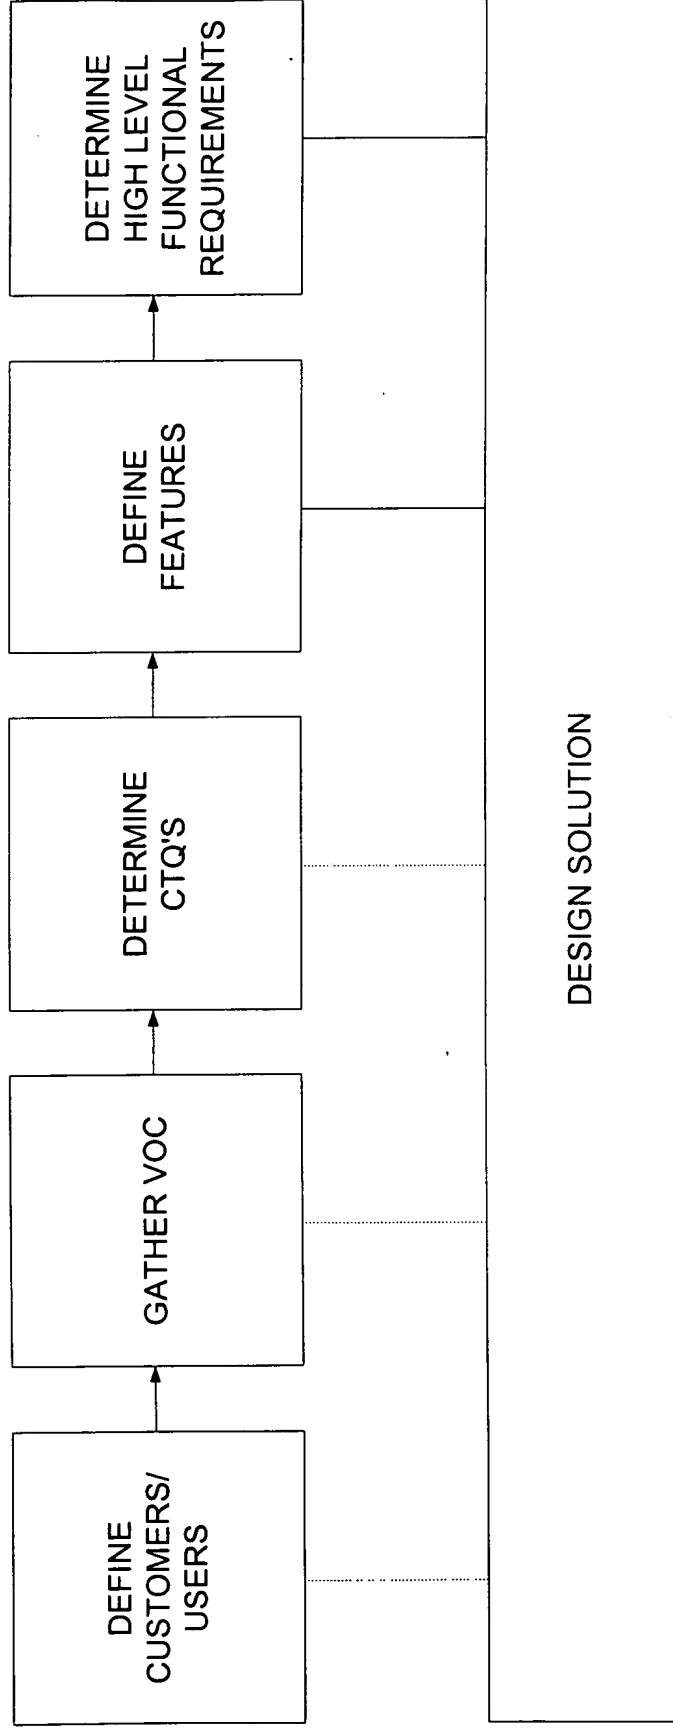 DEFINE
CUSTOMERS/
USERS
GATHER VOC
DETERMINE
CTQ'S
DEFINE
FEATURES
DETERMINE
HIGH LEVEL
FUNCTIONAL
REQUIREMENTS
DESIGN SOLUTION